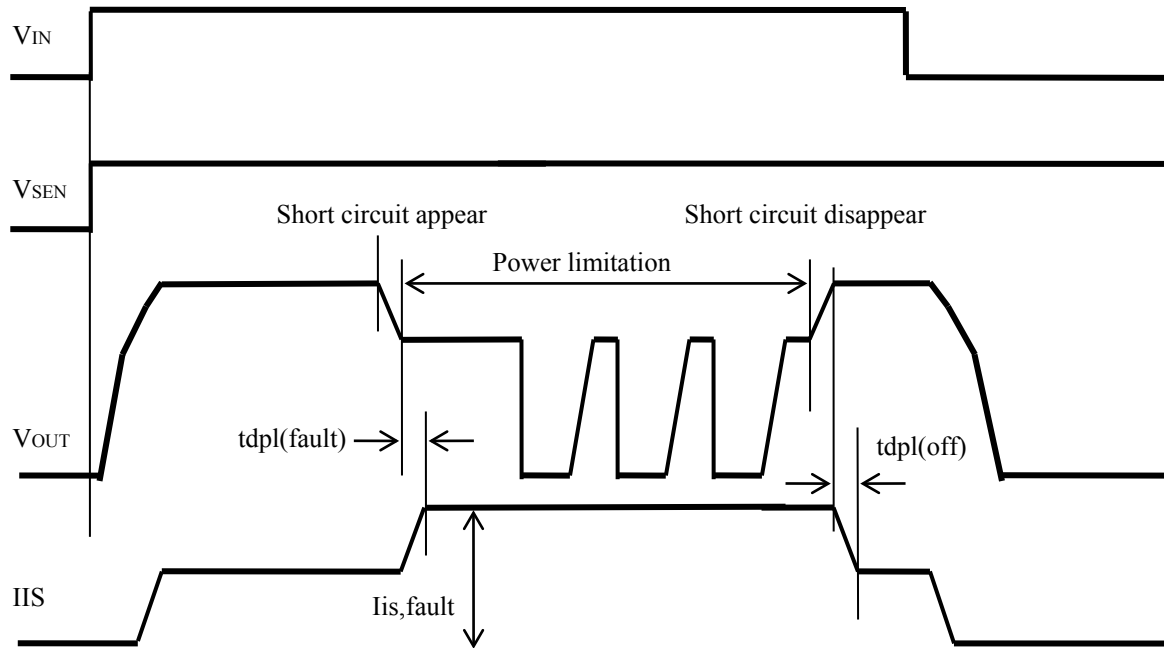 VIN
VSEN
Short circuit appear
Short circuit disappear
Power limitation
VOUT
tdpl(fault)
tdpl(off)
IIS
Iis,fault